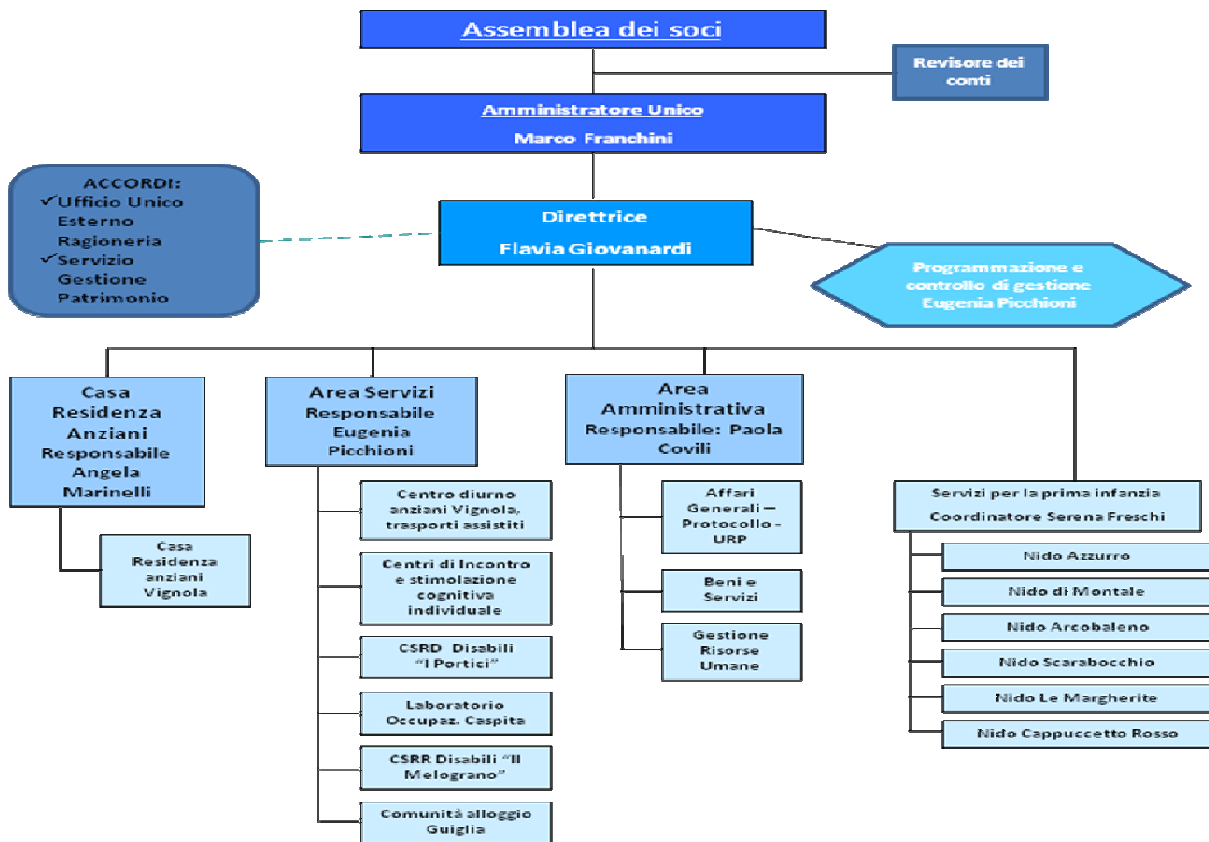 Assemblea dei soci
Revisore dei
conti
Amministratore Unico
Marco Franchini
ACCORDI:
✓Ufficio Unico
Esterno
Ragioneria
✓Servizio
Gestione
Patrimonio
Direttrice
Flavia Giovanardi
Programmazione e
controllo di gestione
Eugenia Picchioni
Casa
Residenza
Anziani
Responsabile
Angela
Marinelli
Casa
Residenza
anziani
Vignola
Area Servizi
Responsabile
Eugenia
Picchioni
Centro diurno
anziani Vignola,
trasporti assistiti
Centri di Incontro
e stimolazione
cognitiva
individuale
CSRD Disabili
"I Portici"
Laboratorio
Occupaz. Caspita
CSRR Disabili "Il
Melograno"
Comunità alloggio
Guiglia
Area
Amministrativa
Responsabile: Paola
Covili
Affari
Generali –
Protocollo -
URP
Beni e
Servizi
Gestione
Risorse
Umane
Servizi per la prima infanzia
Coordinatore Serena Freschi
Nido Azzurro
Nido di Montale
Nido Arcobaleno
Nido Scarabocchio
Nido Le Margherite
Nido Cappuccetto Rosso